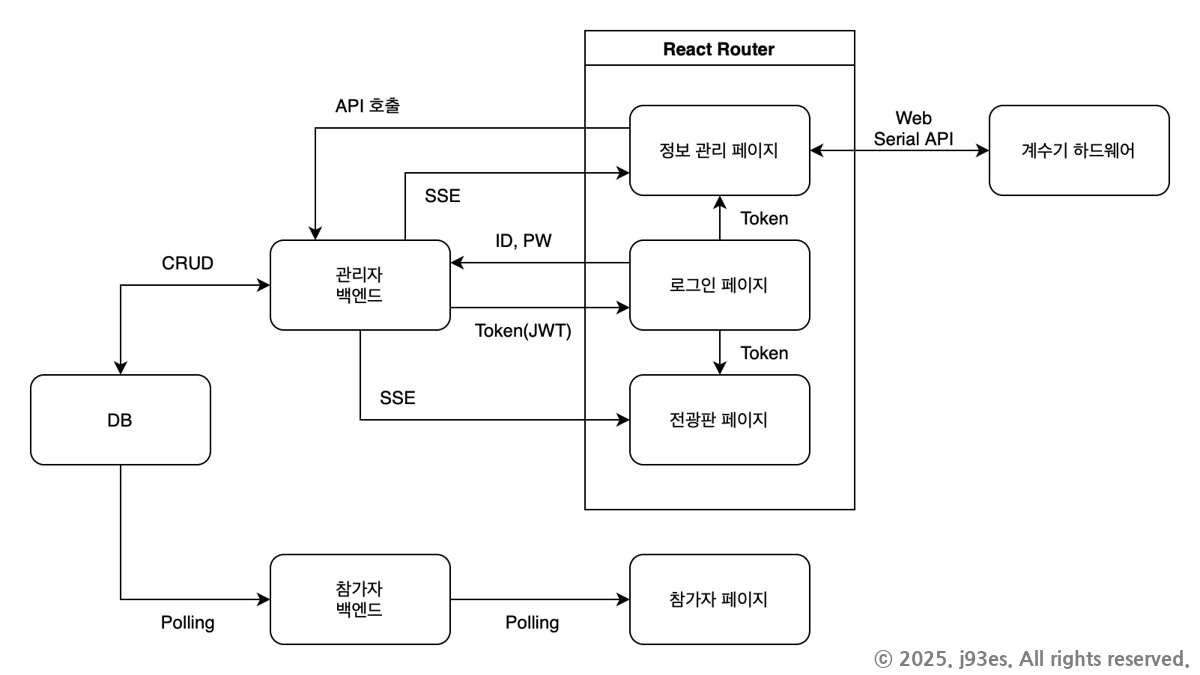 React Router
API 호출
정보 관리 페이지
Web
Serial API
계수기 하드웨어
SSE
Token
ID, PW
CRUD
관리자
백엔드
로그인 페이지
Token(JWT)
Token
SSE
DB
전광판 페이지
참가자
백엔드
참가자 페이지
Polling
Polling
© 2025. j93es. All rights reserved.